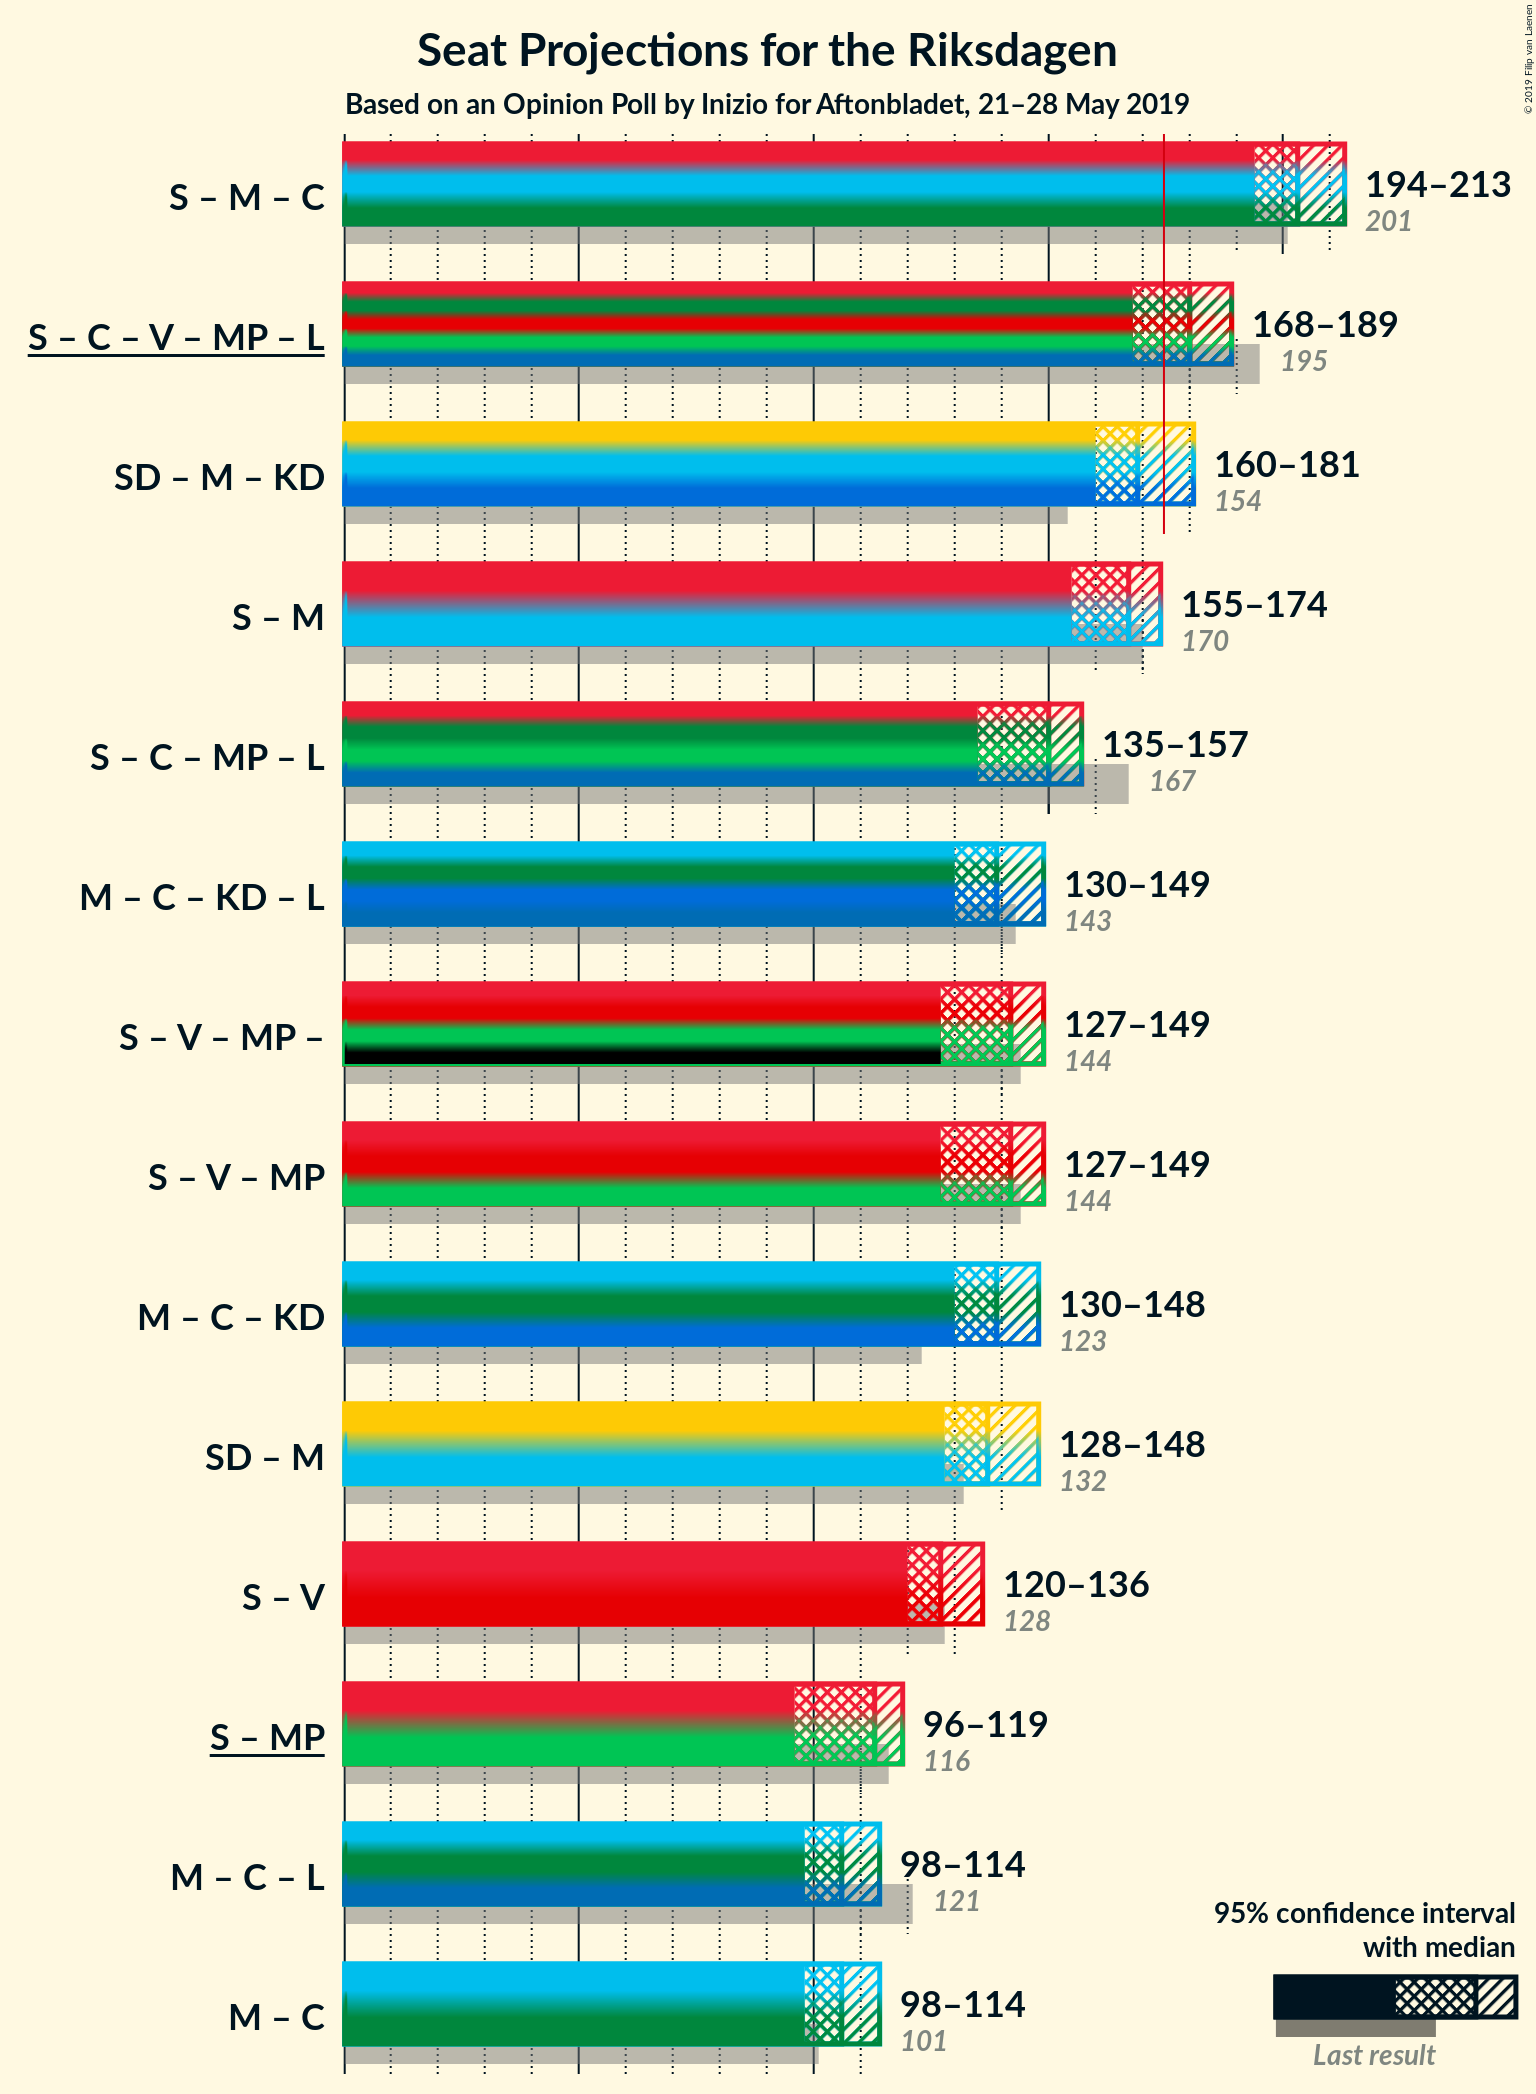 Seat Projections for the Riksdagen
Based on an Opinion Poll by Inizio for Aftonbladet, 21–28 May 2019
© 2019 Filip van Laenen
S – M – C
194–213
201
S – C – V – MP – L
168–189
195
SD – M – KD
160–181
154
S – M
155–174
170
S – C – MP – L
135–157
167
M – C – KD – L
130–149
143
S – V – MP –
127–149
144
S – V – MP
127–149
144
M – C – KD
130–148
123
SD – M
128–148
132
S – V
120–136
128
S – MP
96–119
116
M – C – L
98–114
121
M – C
98–114
101
95% confidence interval
with median
Last result